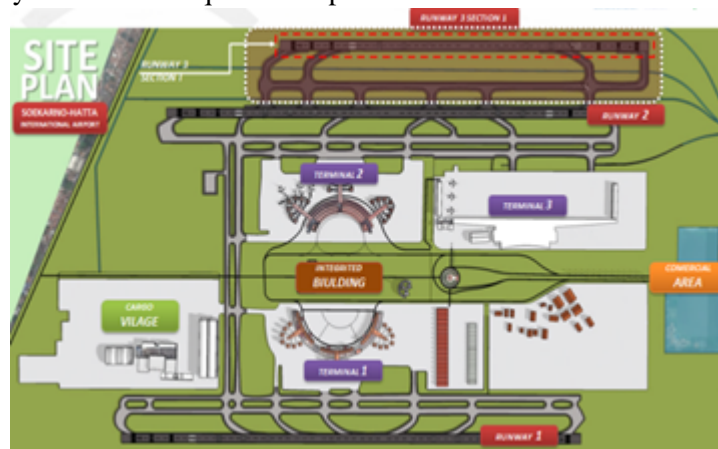 RUNWAY 3 SECTION 1
SITE
PLAN
RUNWAY 3
SECTION 1
SOEKARNO-HATTA
INTERNATIONAL AIRPORT
RUNWAY 2
TERMINAL 2
TERMINAL 3
INTEGRITED
BIULDING
COMERCIAL
AREA
CARGO
VILAGE
TERMINAL 1
RUNWAY 1